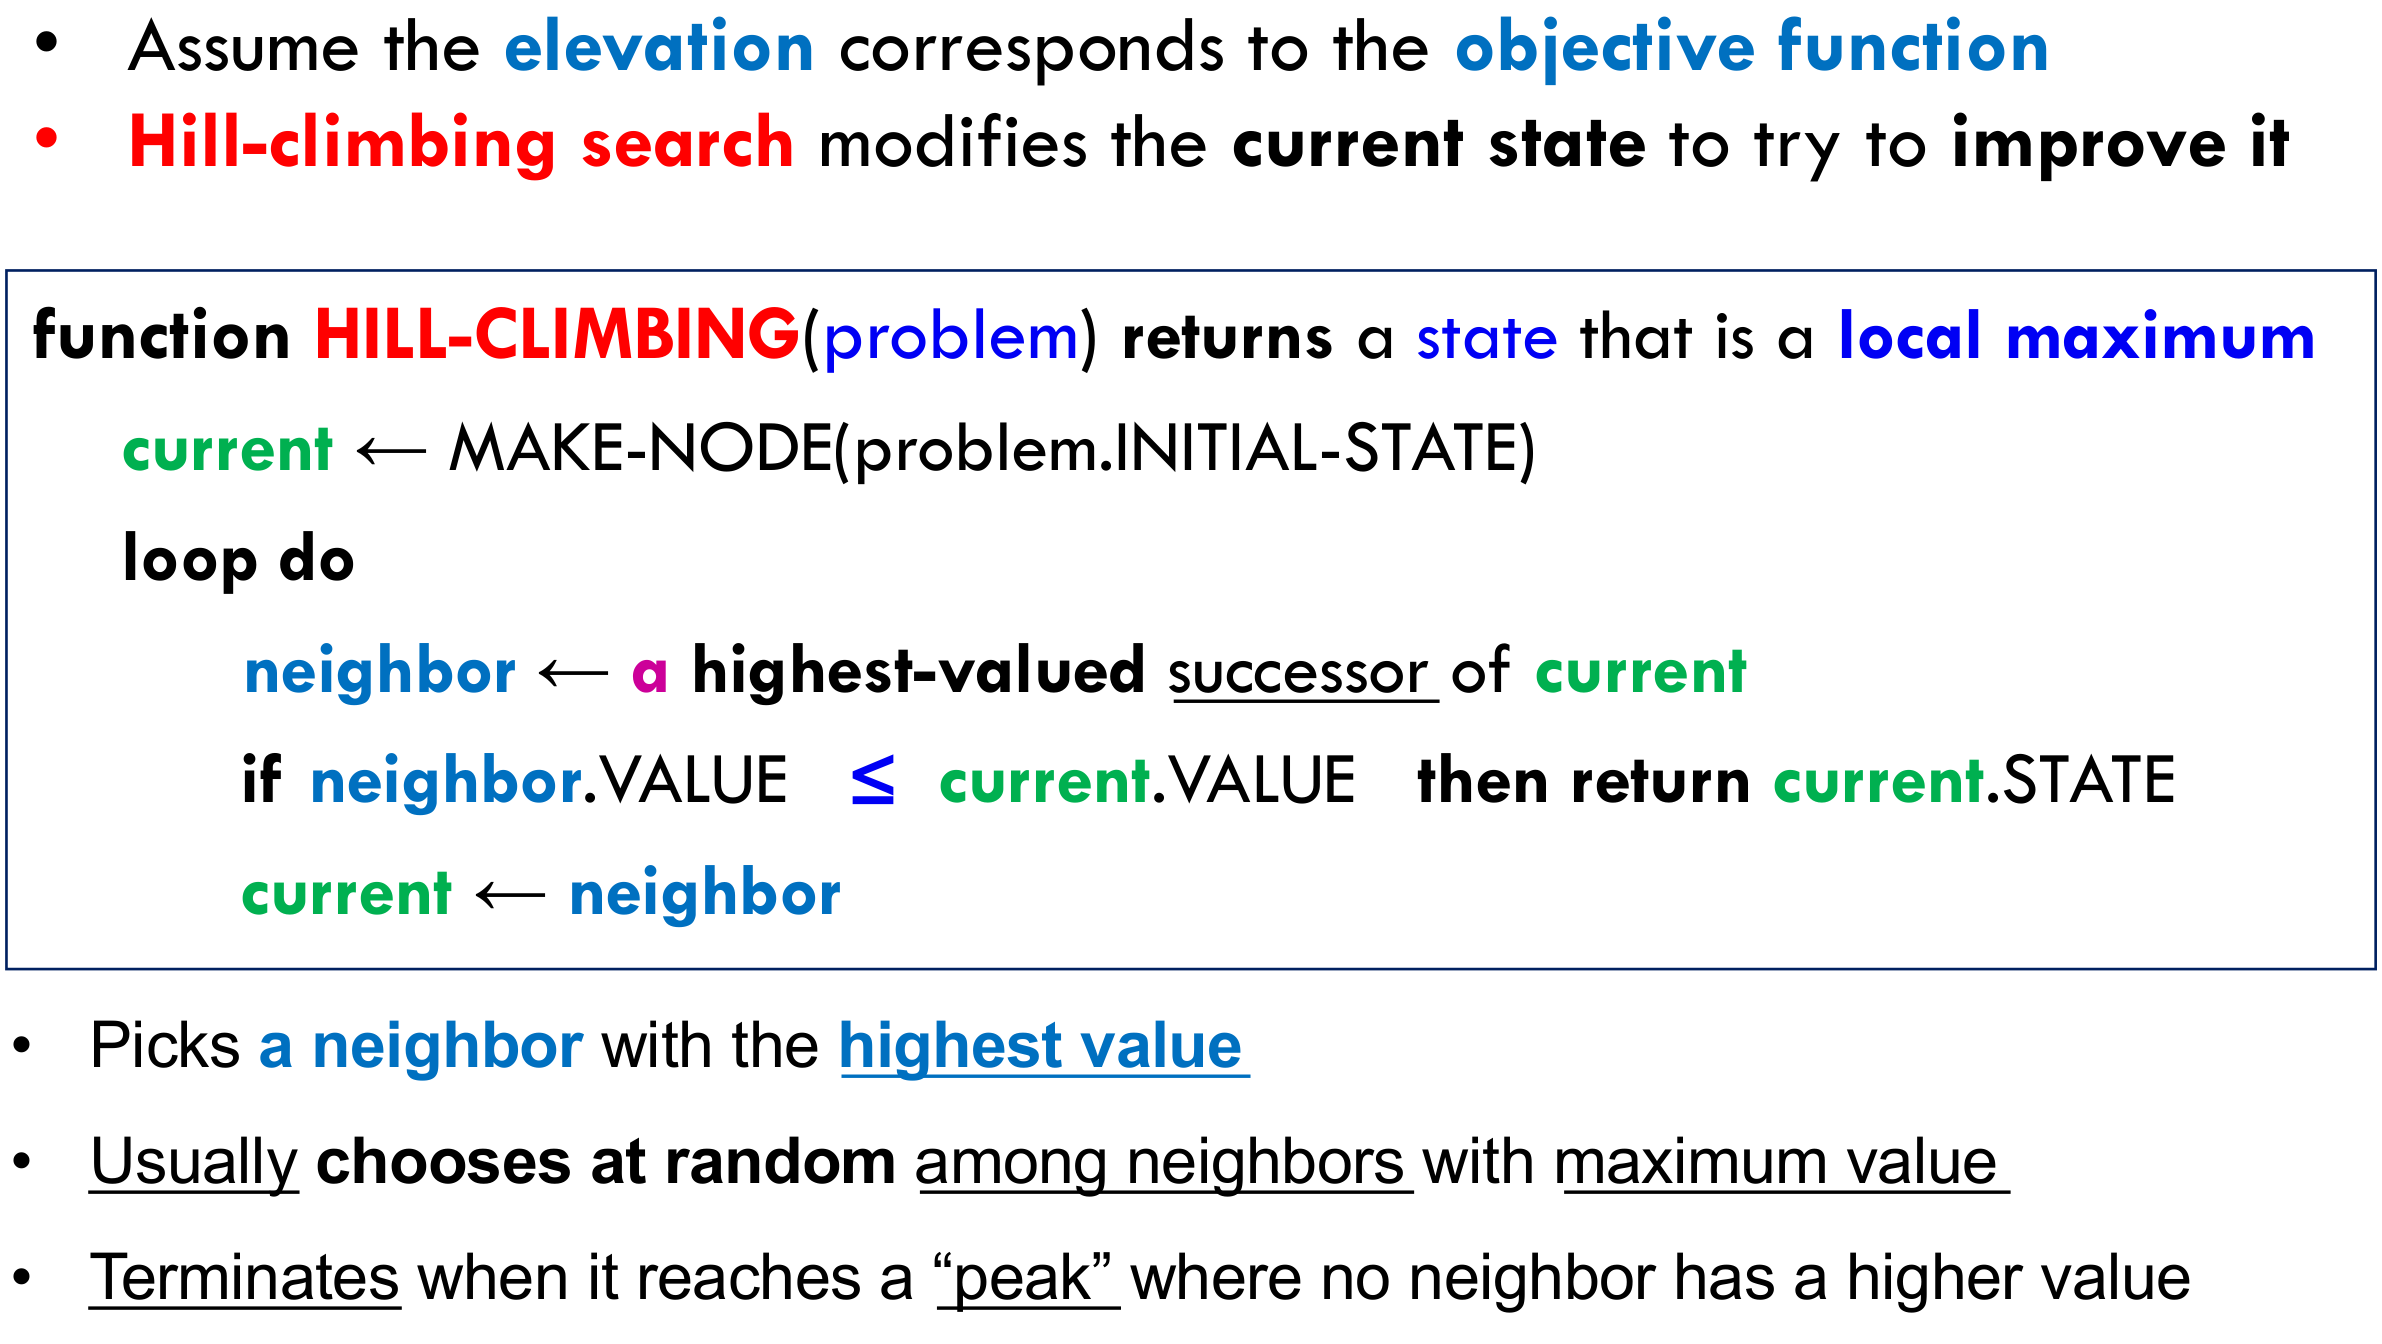 • Assume the elevation corresponds to the objective function
• Hill-climbing search modifies the current state to try to improve it
function HILL-CLIMBING(problem) returns a state that is a local maximum
current ← MAKE-NODE(problem.INITIAL-STATE)
loop do
neighbor ← a highest-valued successor of current
if neighbor.VALUE ≤ current.VALUE then return current.STATE
current ← neighbor
• Picks a neighbor with the highest value
• Usually chooses at random among neighbors with maximum value
• Terminates when it reaches a “peak” where no neighbor has a higher value